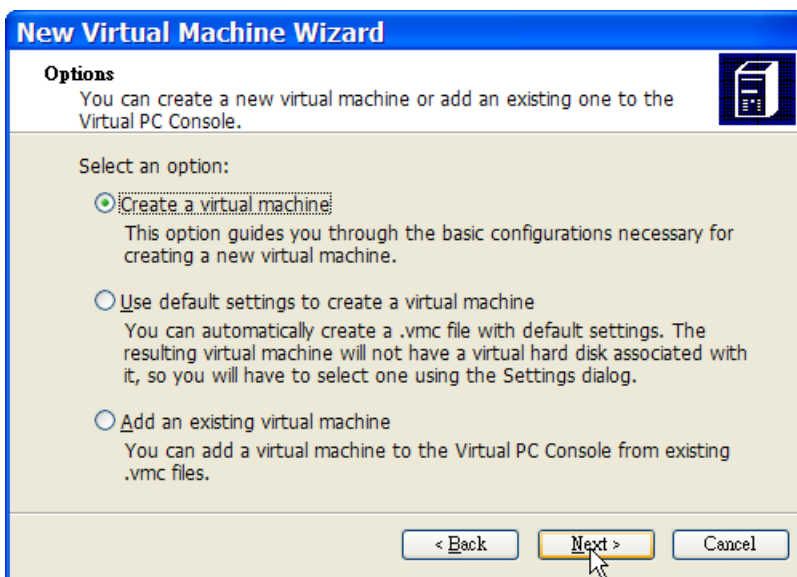 New Virtual Machine Wizard
Options
You can create a new virtual machine or add an existing one to the
Virtual PC Console.
Select an option:
Create a virtual machine
This option guides you through the basic configurations necessary for
creating a new virtual machine.
Use default settings to create a virtual machine
You can automatically create a .vmc file with default settings. The
resulting virtual machine will not have a virtual hard disk associated with
it, so you will have to select one using the Settings dialog.
Add an existing virtual machine
You can add a virtual machine to the Virtual PC Console from existing
.vmc files.
< Back
Next >
Cancel